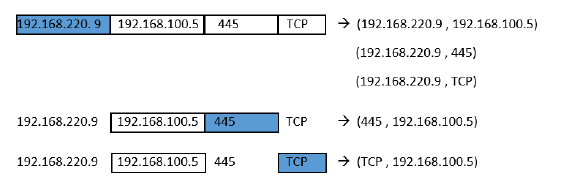 192.168.220. 9 192.168.100.5 445 TCP → (192.168.220.9 , 192.168.100.5)
(192.168.220.9 , 445)
(192.168.220.9 , TCP)
192.168.220.9 192.168.100.5 445 TCP → (445 , 192.168.100.5)
192.168.220.9 192.168.100.5 445 TCP → (TCP , 192.168.100.5)